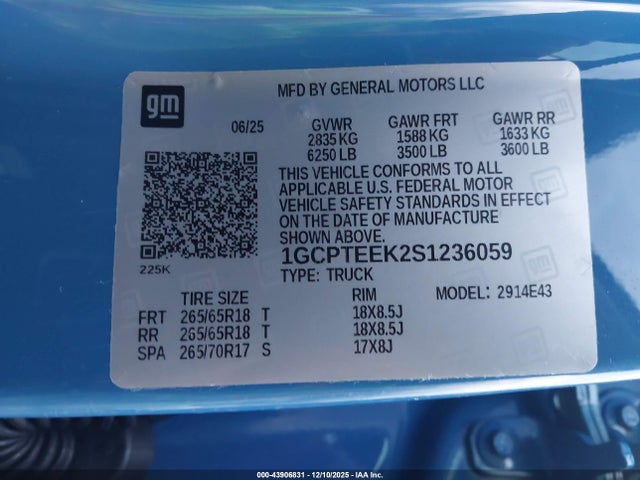 gm
MFD BY GENERAL MOTORS LLC
06/25 GVWR GAWR FRT GAWR RR
2835 KG 1588 KG 1633 KG
6250 LB 3500 LB 3600 LB
THIS VEHICLE CONFORMS TO ALL
APPLICABLE U.S. FEDERAL MOTOR
VEHICLE SAFETY STANDARDS IN EFFECT
ON THE DATE OF MANUFACTURE
SHOWN ABOVE.
225K
1GCPTEEK2S1236059
TYPE: TRUCK
TIRE SIZE RIM MODEL: 2914E43
FRT 265/65R18 T 18X8.5J
RR 265/65R18 T 18X8.5J
SPA 265/70R17 S 17X8J
000-43906831 - 12/10/2025 - IAAC.com